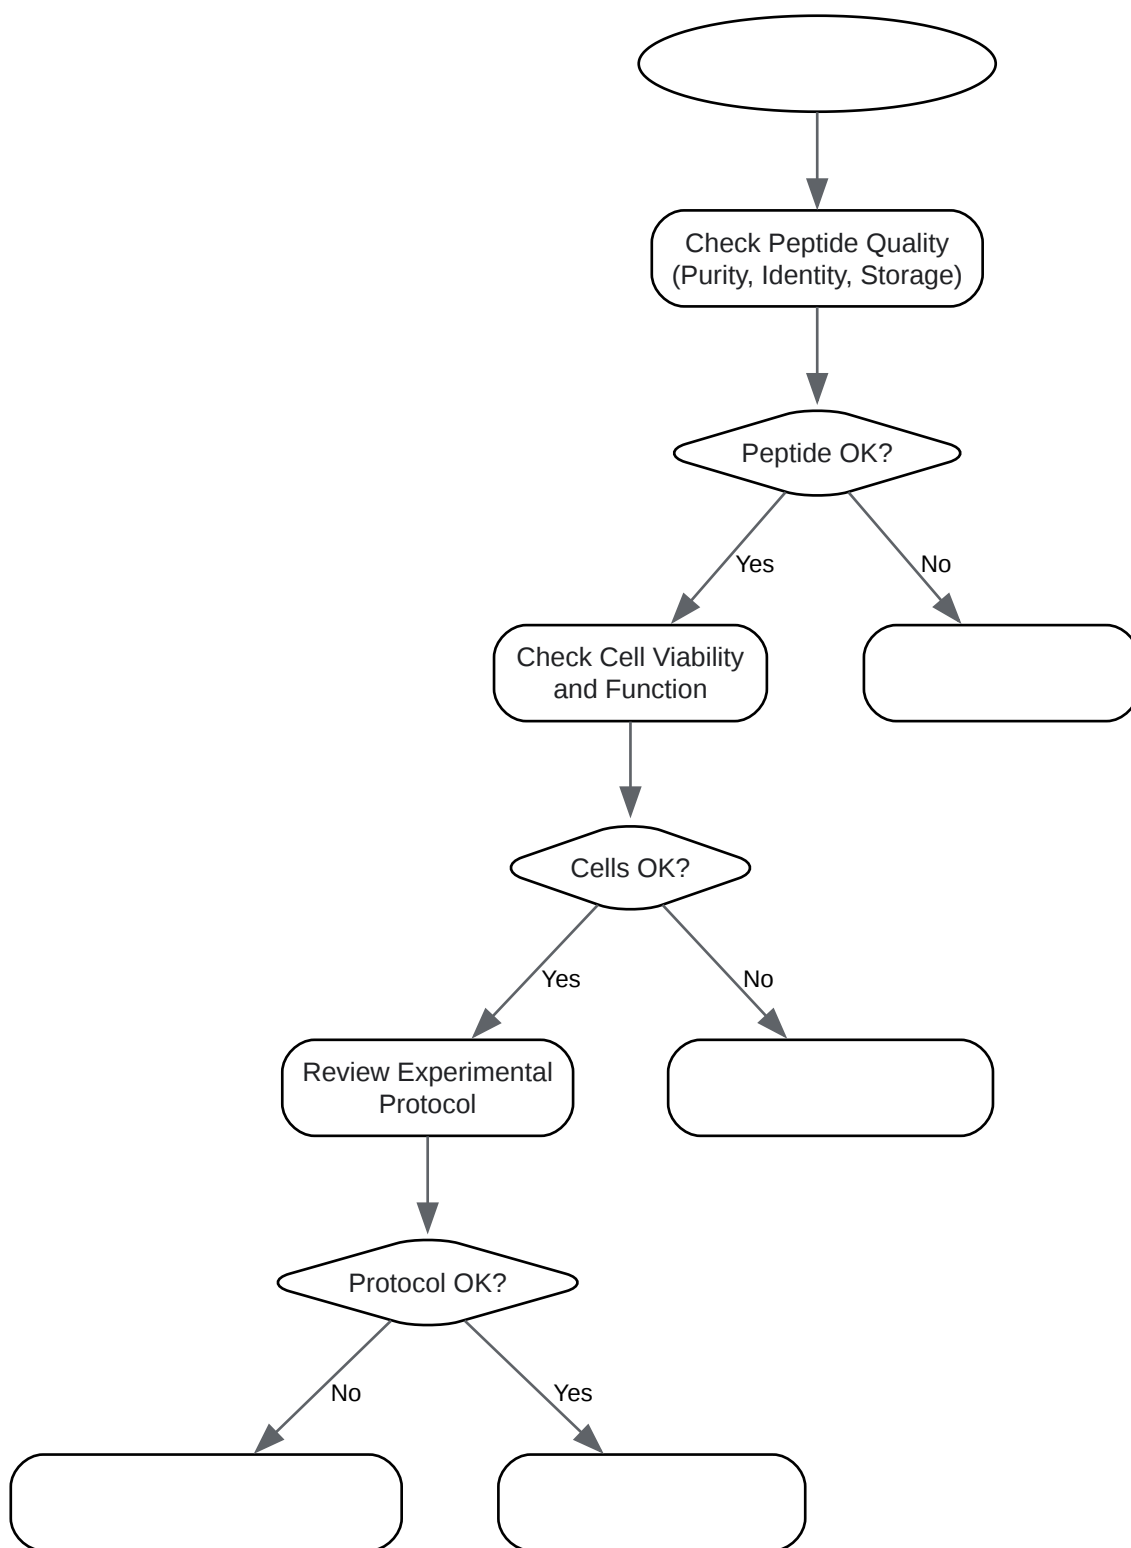 Check Peptide Quality
(Purity, Identity, Storage)
Peptide OK?
Yes
No
Check Cell Viability
and Function
Cells OK?
Yes
No
Review Experimental
Protocol
Protocol OK?
No
Yes